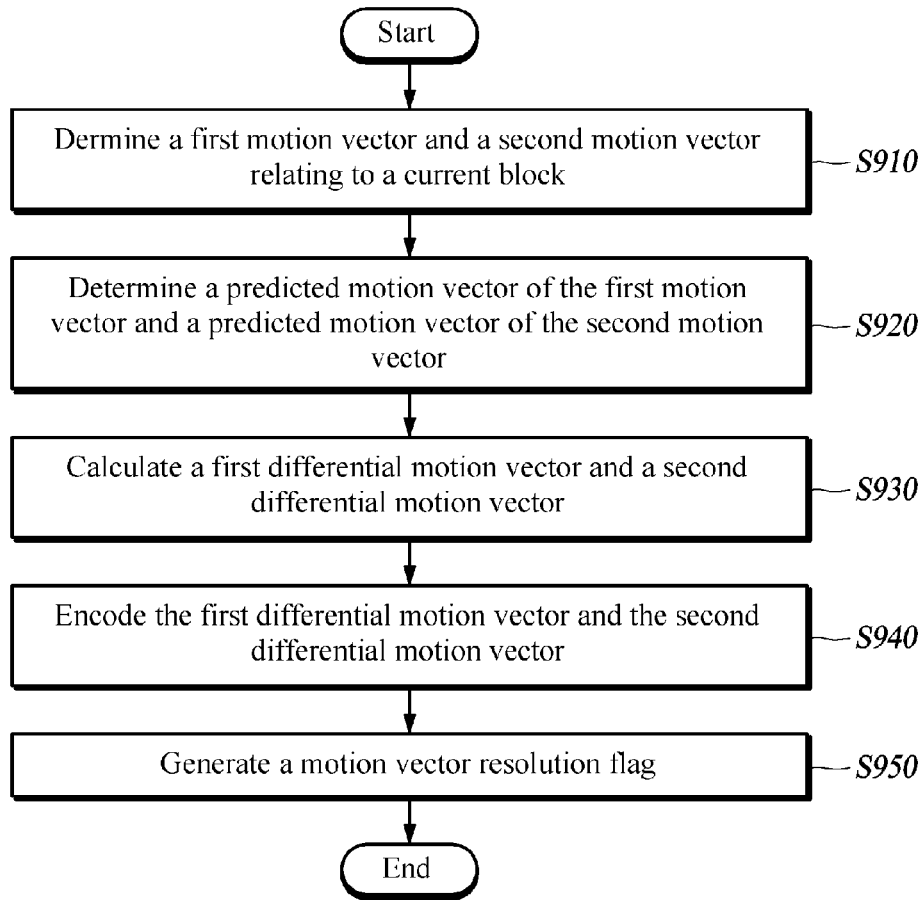 Start
Dermine a first motion vector and a second motion vector
relating to a current block
S910
Determine a predicted motion vector of the first motion
vector and a predicted motion vector of the second motion
vector
S920
Calculate a first differential motion vector and a second
differential motion vector
S930
Encode the first differential motion vector and the second
differential motion vector
S940
Generate a motion vector resolution flag
S950
End